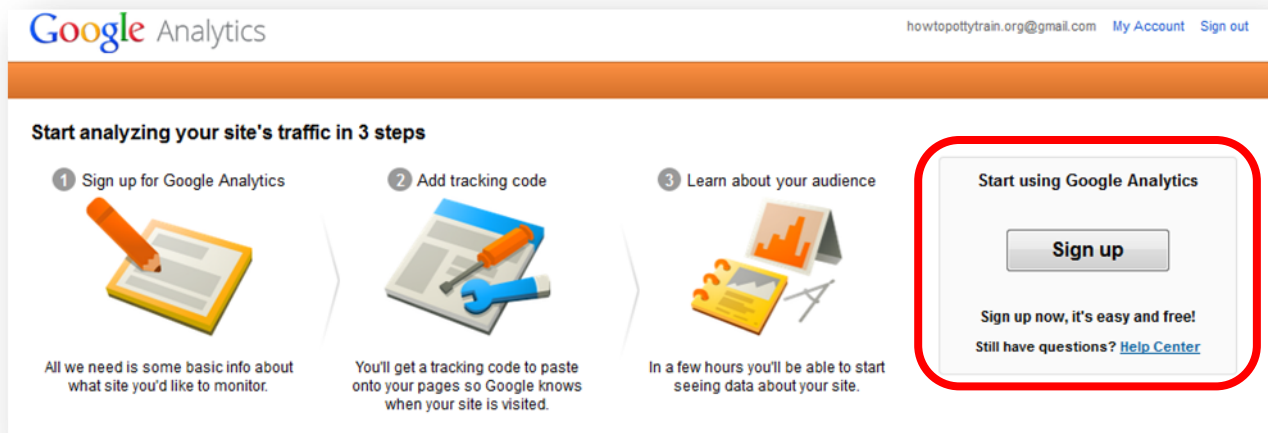 Google Analytics
howtopottytrain.org@gmail.com My Account Sign out
Start analyzing your site's traffic in 3 steps
1 Sign up for Google Analytics
All we need is some basic info about
what site you'd like to monitor.
2 Add tracking code
You'll get a tracking code to paste
onto your pages so Google knows
when your site is visited.
3 Learn about your audience
In a few hours you'll be able to start
seeing data about your site.
Start using Google Analytics
Sign up
Sign up now, it's easy and free!
Still have questions? Help Center